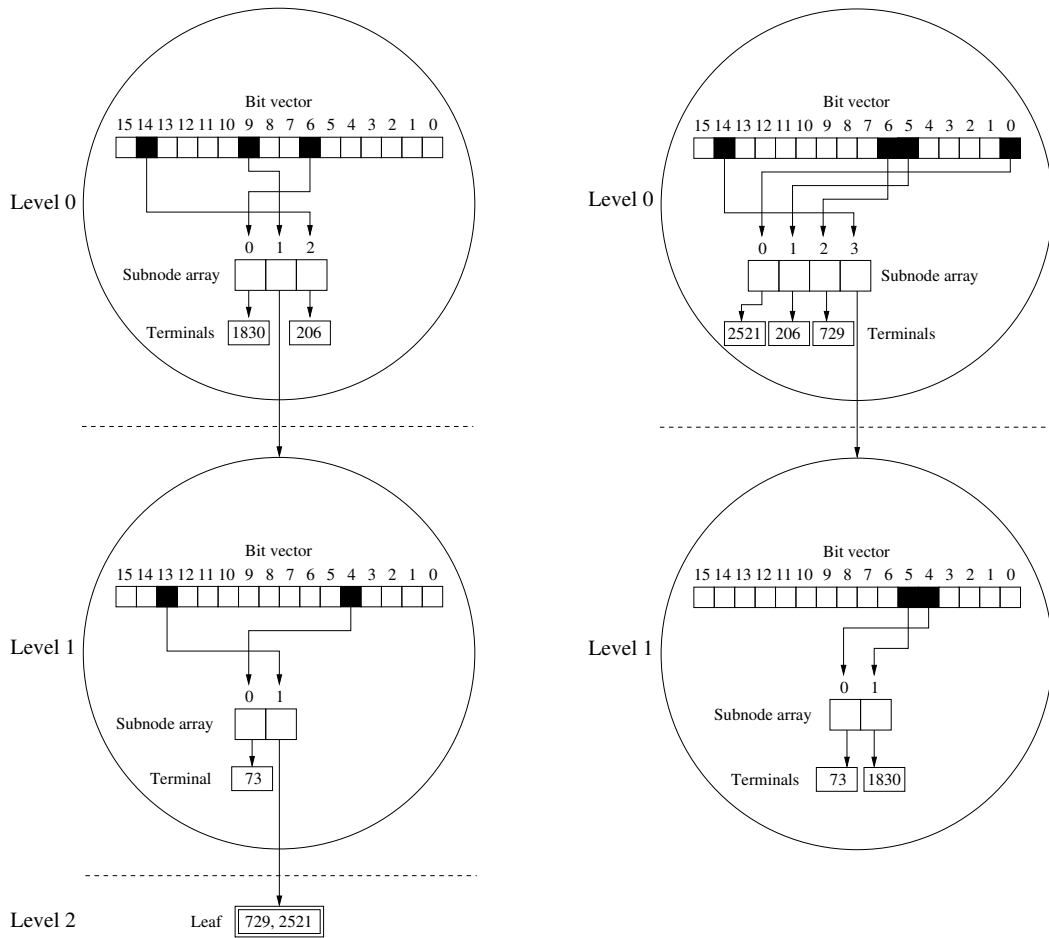 Bit vector
15 14 13 12 11 10 9 8 7 6 5 4 3 2 1 0
Level 0
0 1 2
Subnode array
Terminals 1830 206
Bit vector
15 14 13 12 11 10 9 8 7 6 5 4 3 2 1 0
Level 1
0 1
Subnode array
Terminal 73
Level 2
Leaf 729, 2521
Bit vector
15 14 13 12 11 10 9 8 7 6 5 4 3 2 1 0
Level 0
0 1 2 3
Subnode array
2521 206 729 Terminals
Bit vector
15 14 13 12 11 10 9 8 7 6 5 4 3 2 1 0
Level 1
0 1
Subnode array
Terminals 73 1830